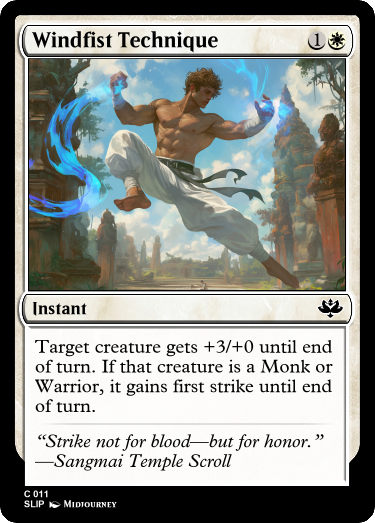 Windfist Technique 1
Instant
Target creature gets +3/+0 until end
of turn. If that creature is a Monk or
Warrior, it gains first strike until end
of turn.
“Strike not for blood—but for honor.”
—Sangmai Temple Scroll
C 011
SLIP Midjourney